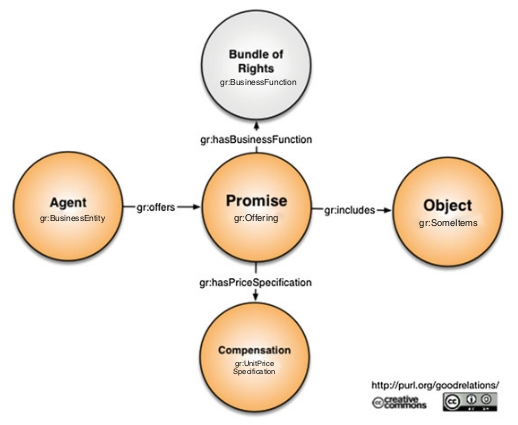 Bundle of
Rights
gr:BusinessFunction
gr:hasBusinessFunction
Agent
gr:BusinessEntity
gr:offers
Promise
gr:Offering
gr:includes
Object
gr:SomeItems
gr:hasPriceSpecification
Compensation
gr:UnitPrice
Specification
http://purl.org/goodrelations/
creative
commons